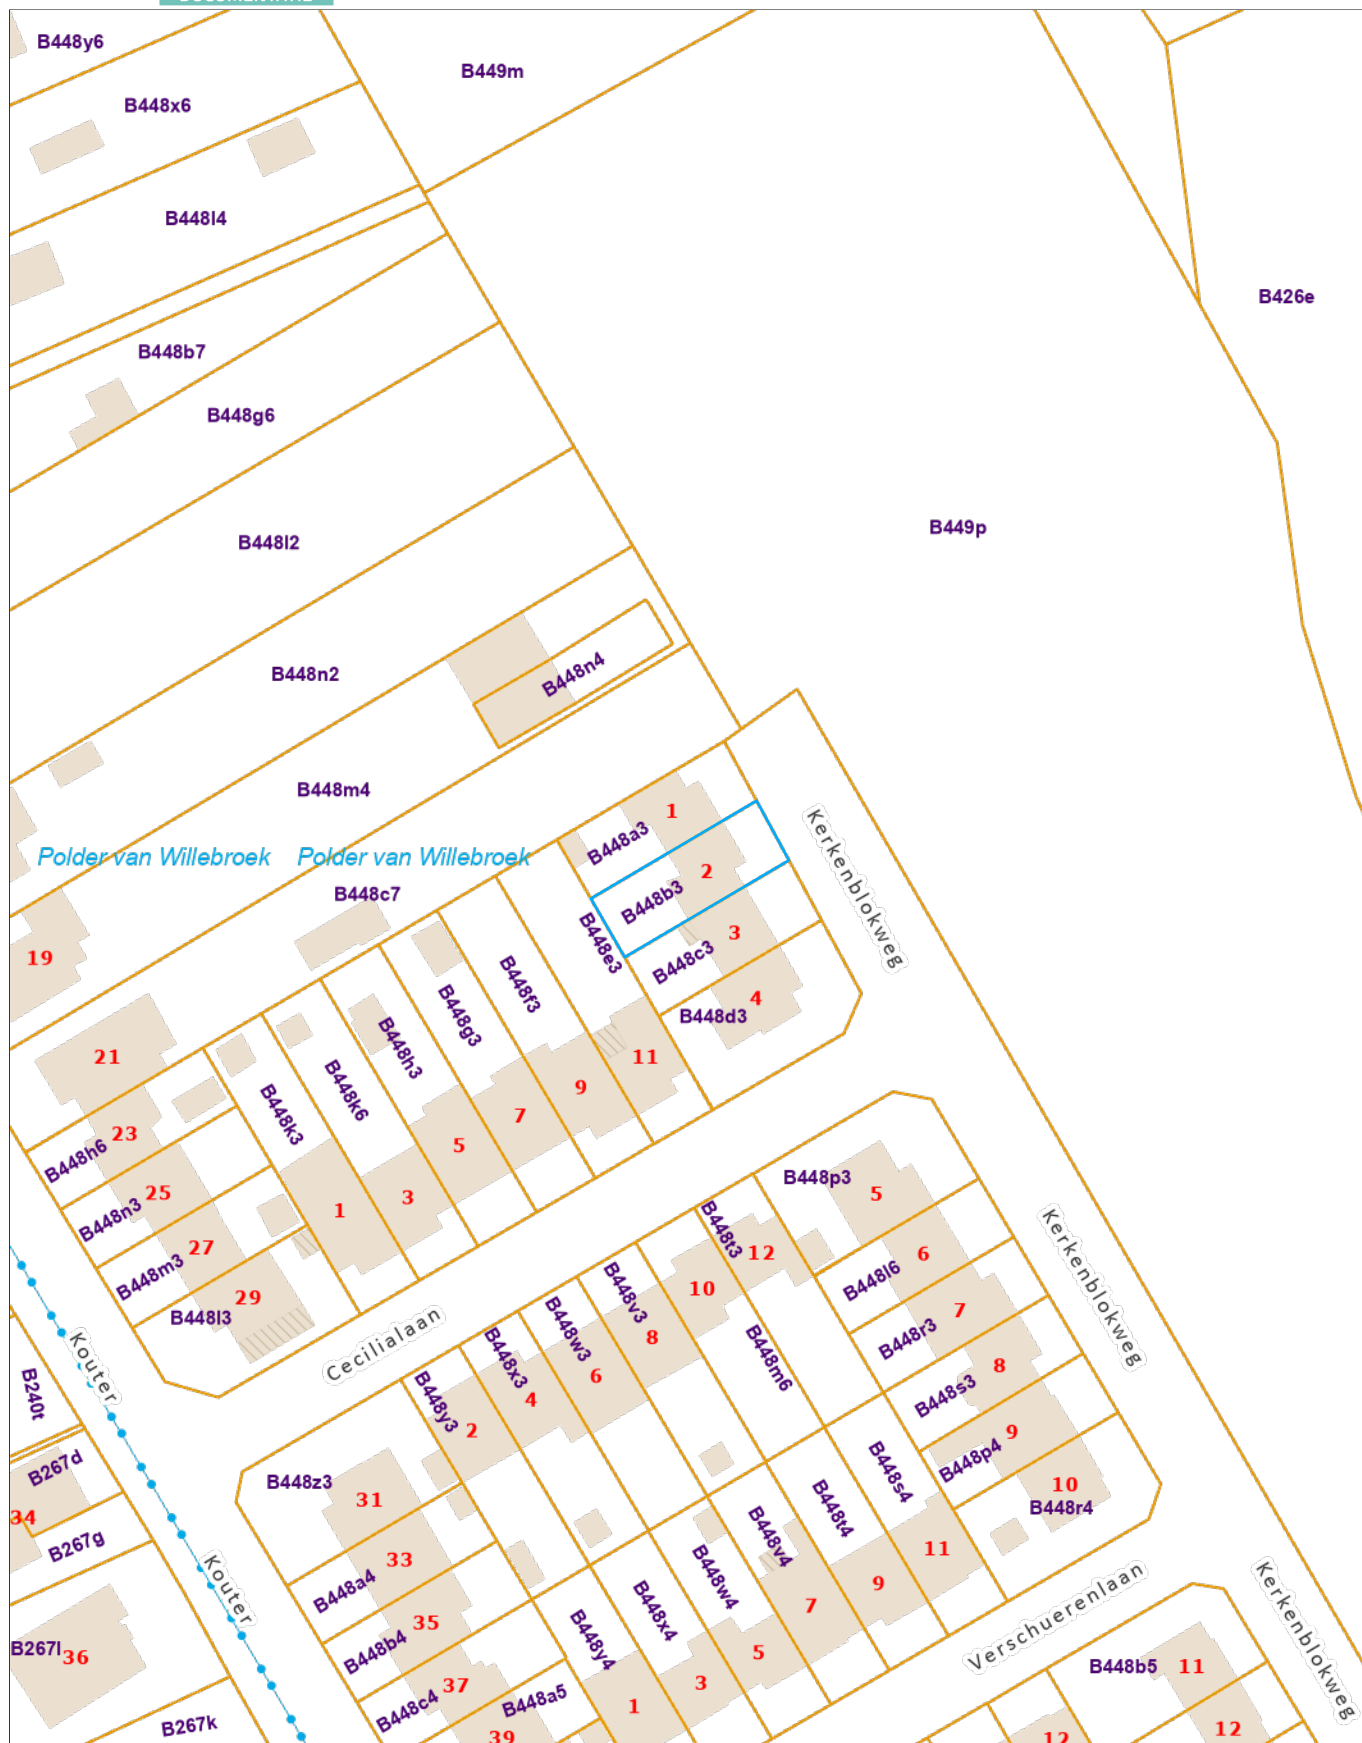 B448y6
B449m
B448x6
B448l4
B426e
B448b7
B448g6
B449p
B448l2
B448n4
B448n2
B448m4
1
Kerkenblokweg
B448a3
Polder van Willebroek
Polder van Willebroek
2
B448b3
B448c7
3
B448e3
19
B448c3
B448f3
4
B448d3
B448g3
B448h3
21
11
9
B448k6
B448k3
7
23
5
B448h6
B448p3
25
5
3
1
B448n3
B448t3
12
6
27
Kerkenblokweg
B448m3
B448l6
10
29
B448v3
7
B448l3
B448w3
8
B448r3
Cecilialaan
B448m6
8
Kouter
B448x3
6
B448s3
B240t
B448y3
4
2
9
B448p4
B267d
B448z3
B448s4
10
31
B448t4
B448r4
34
B448v4
B267g
11
33
B448w4
9
Kouter
B448a4
B448x4
7
Verschuerenlaan
Kerkenblokweg
35
B448y4
B267l
36
B448b4
5
B448b5
11
37
3
B448c4
B448a5
1
B267k
39
12
12